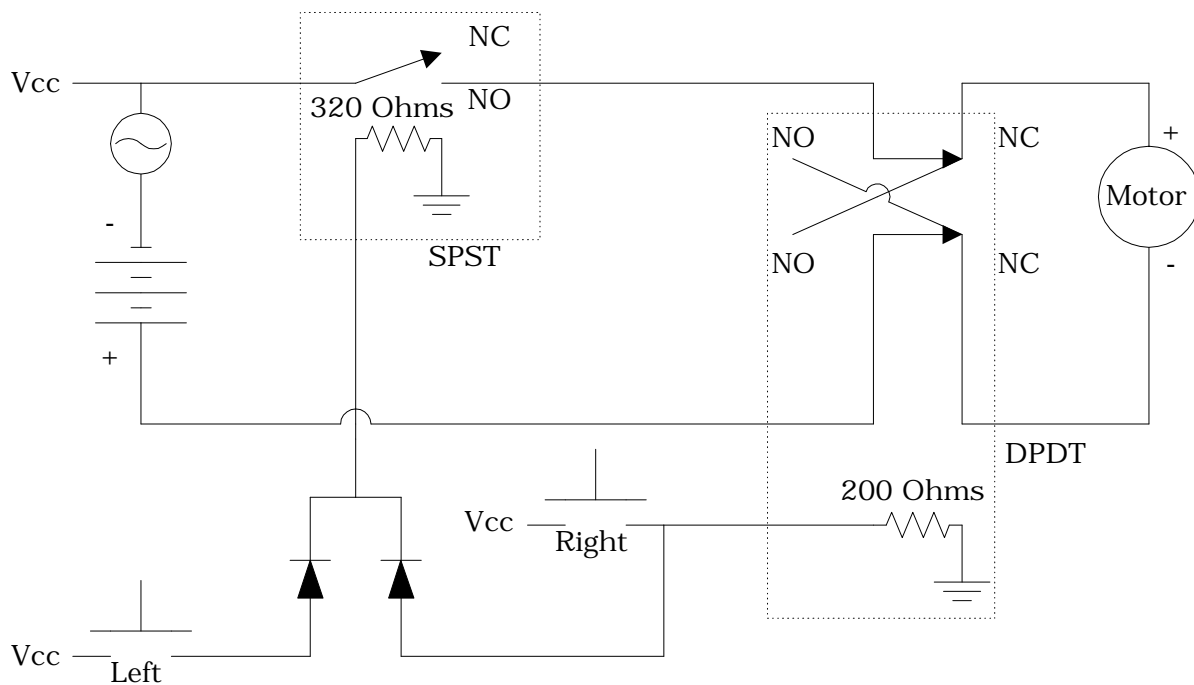 NC
Vcc
NO
320 Ohms
NO
NC
+
-
Motor
SPST
NO
NC
-
+
DPDT
200 Ohms
Vcc
Right
Vcc
Left